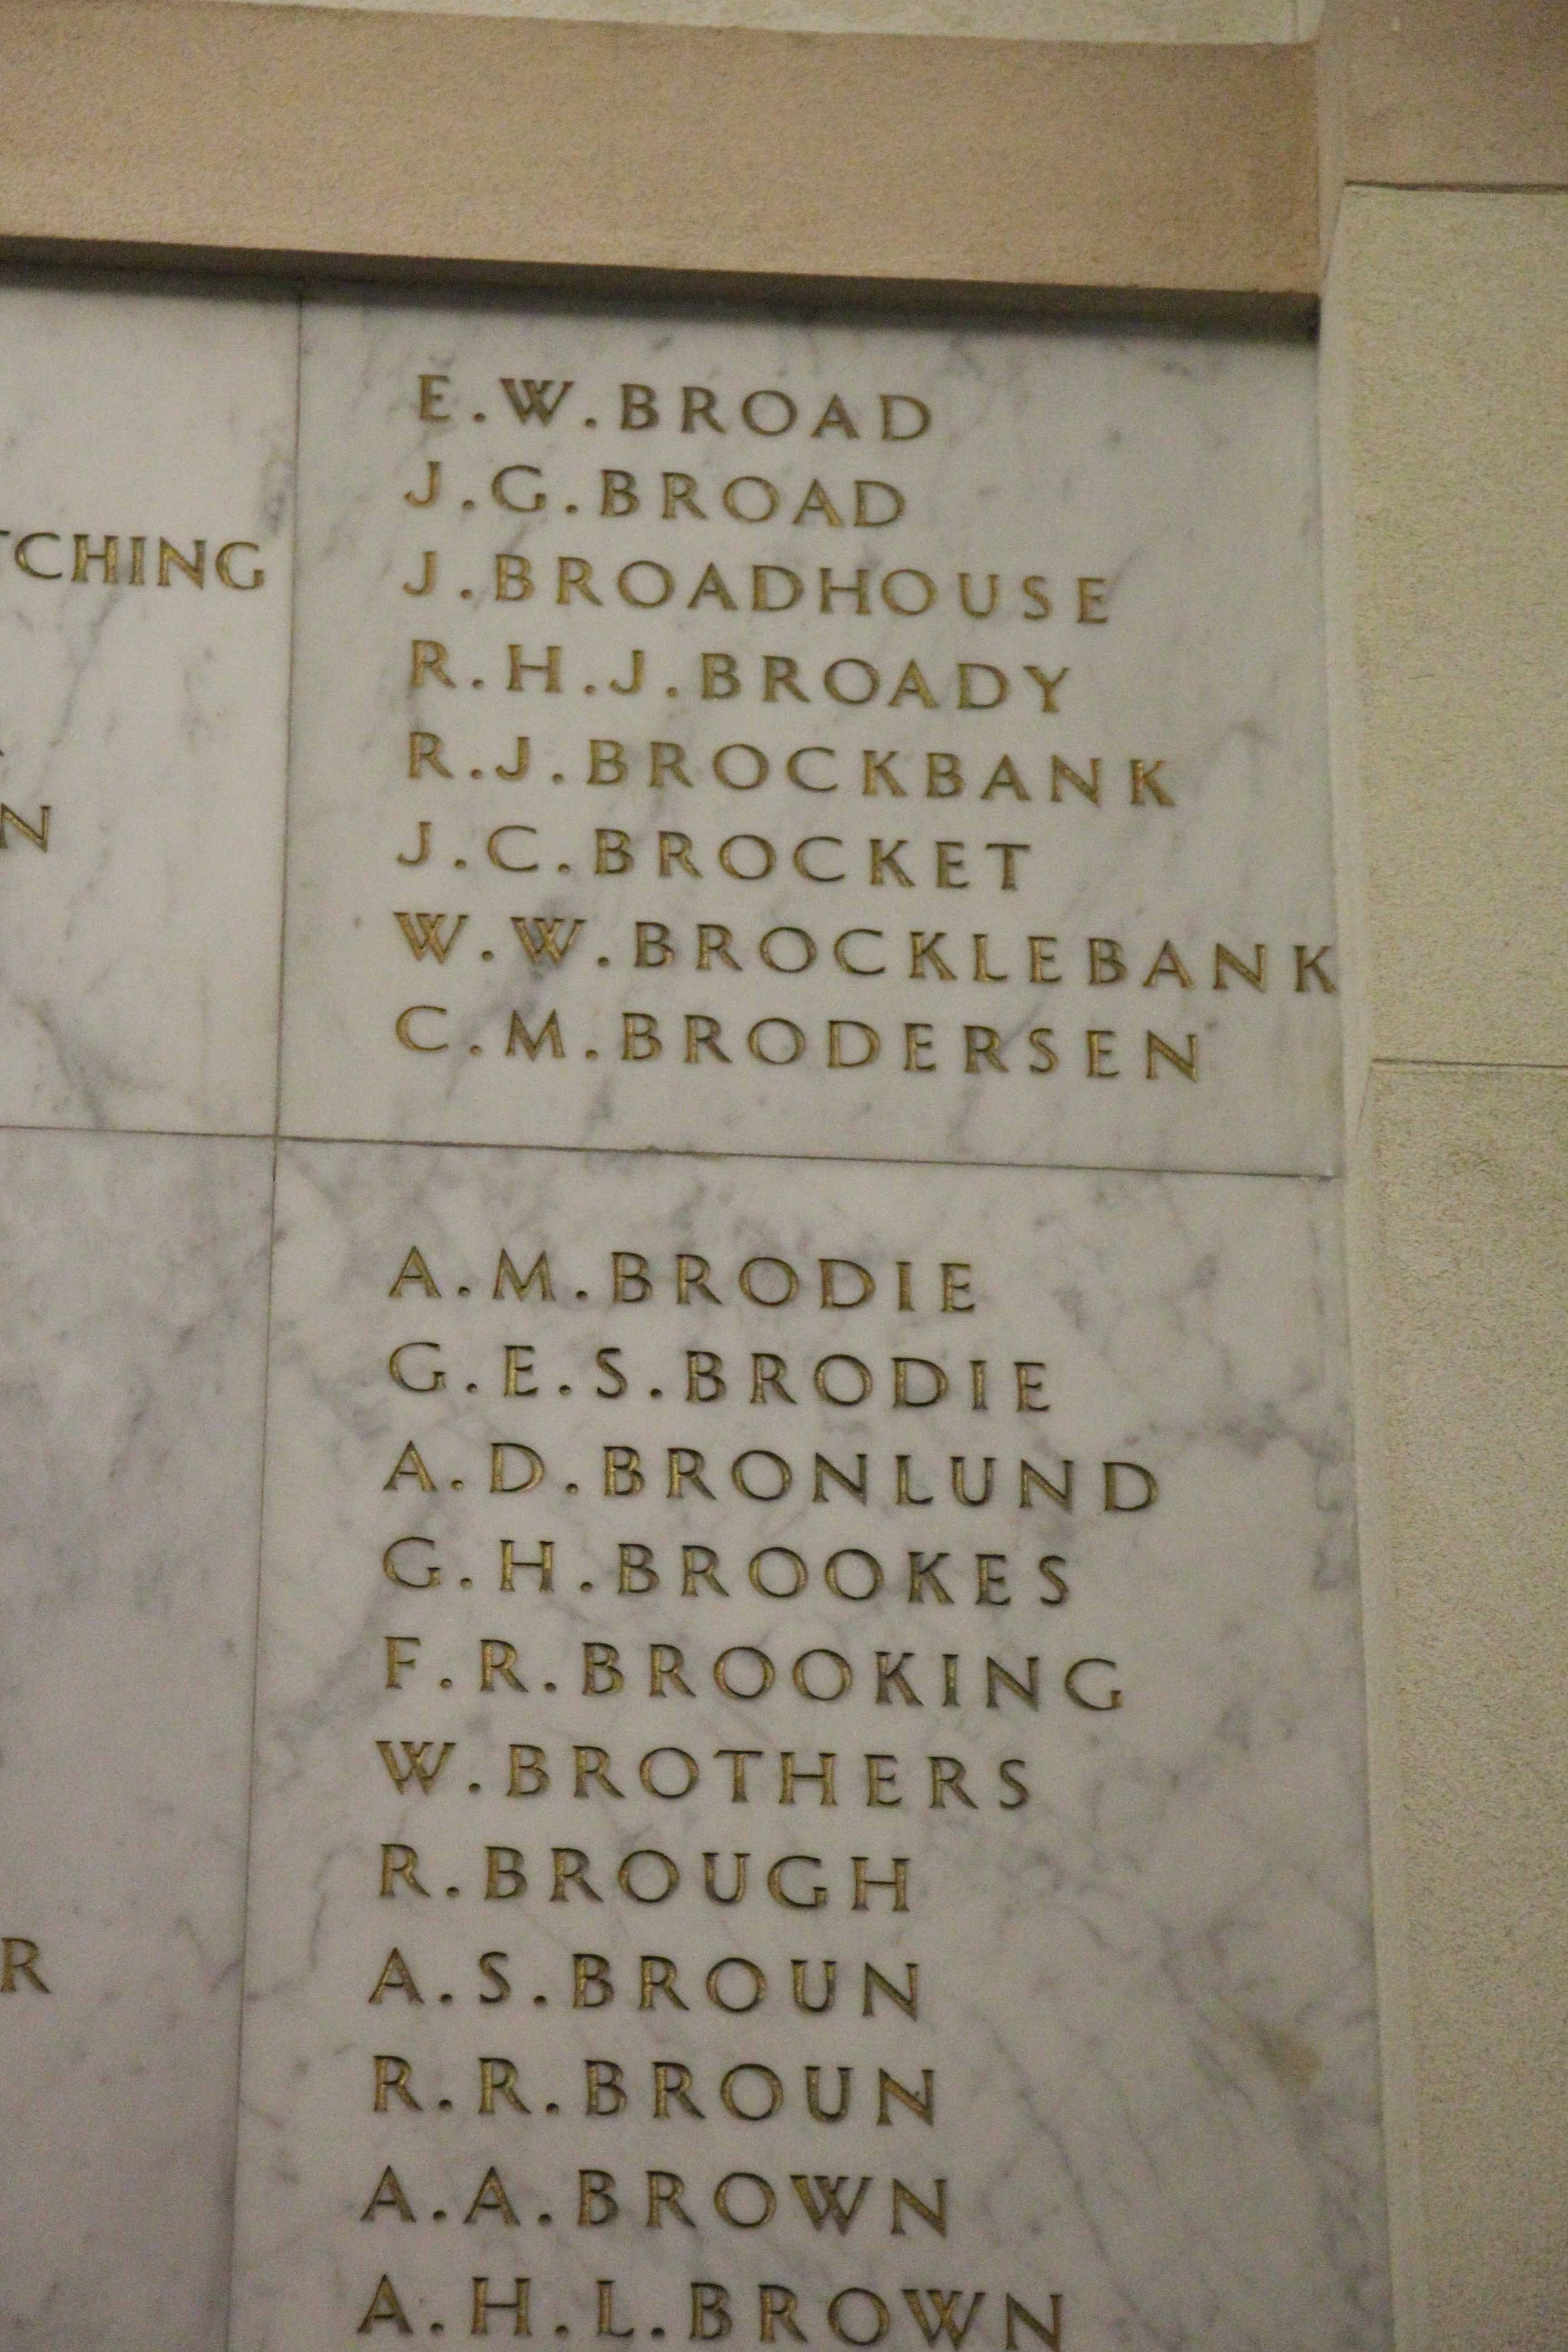 E.W.BROAD
J.G.BROAD
J.BROADHOUSE
R.H.J.BROADY
R.J.BROCKBANK
J.C.BROCKET
W.W.BROCKLEBANK
C.M.BRODERSEN
A.M.BRODIE
G.E.S.BRODIE
A.D.BRONLUND
G.H.BROOKES
F.R.BROOKING
W.BROTHERS
R.BROUGH
A.S.BROUN
R.R.BROUN
A.A.BROWN
A.H.L.BROWN